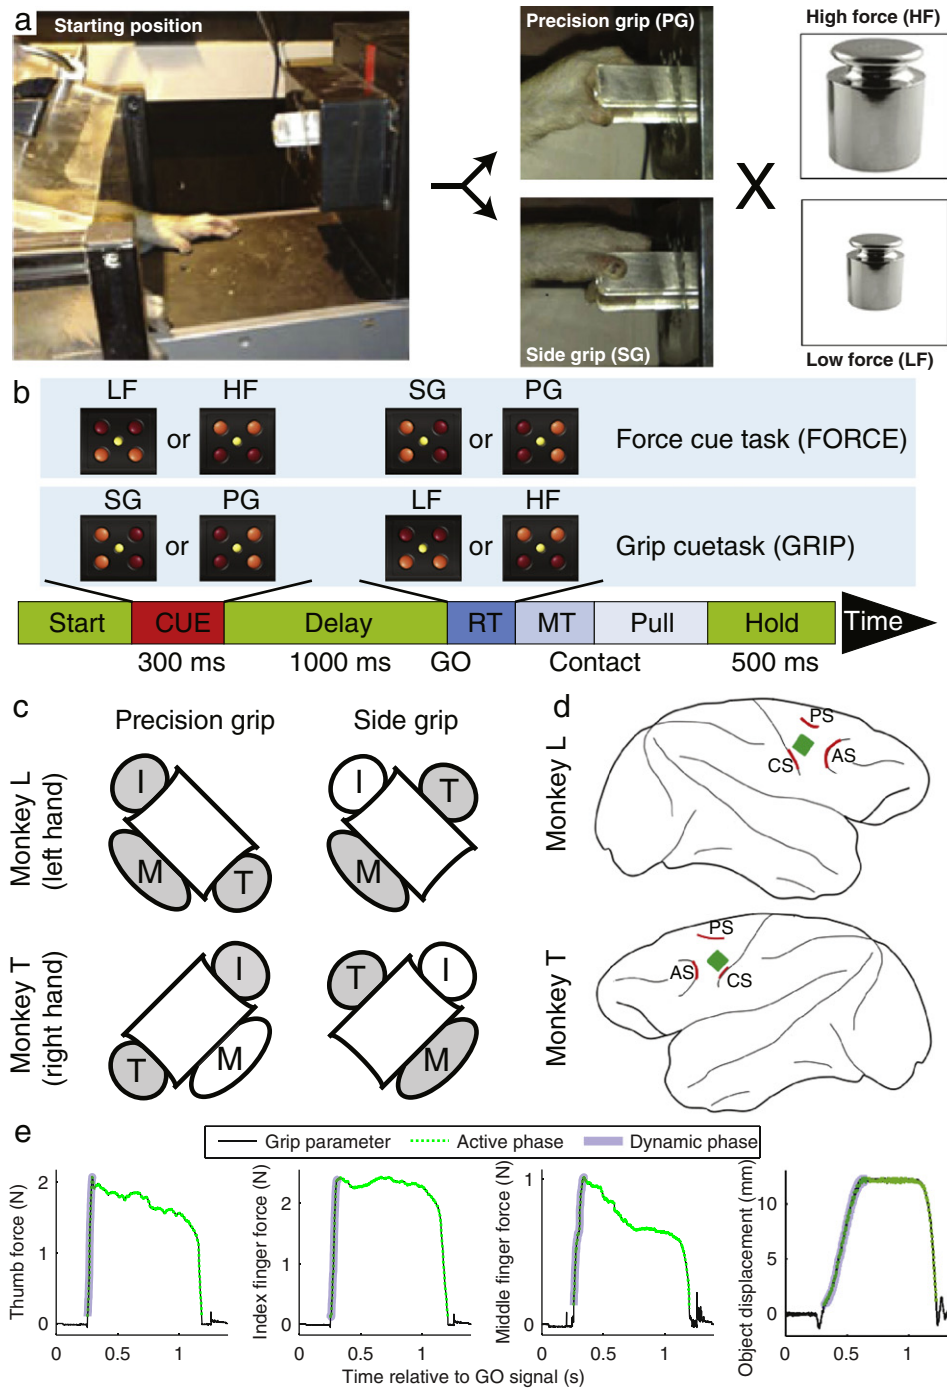 a
Starting position
Precision grip (PG)
High force (HF)
Side grip (SG)
X
Low force (LF)
b
LF HF SG PG
or or Force cue task (FORCE)
SG PG LF HF
or or Grip cuetask (GRIP)
Start CUE Delay RT MT Pull Hold Time
300 ms 1000 ms GO Contact 500 ms
c
Precision grip Side grip
Monkey L
(left hand)
I
M
T
I
T
M
Monkey T
(right hand)
I
T
M
T
I
M
d
Monkey L
PS
CS
AS
Monkey T
PS
AS
CS
e
Grip parameter Active phase Dynamic phase
Thumb force (N)
2
1
0
0 0.5 1
Index finger force (N)
2
1
0
0 0.5 1
Middle finger force (N)
1
0
0 0.5 1
Object displacement (mm)
10
5
0
0 0.5 1
Time relative to GO signal (s)